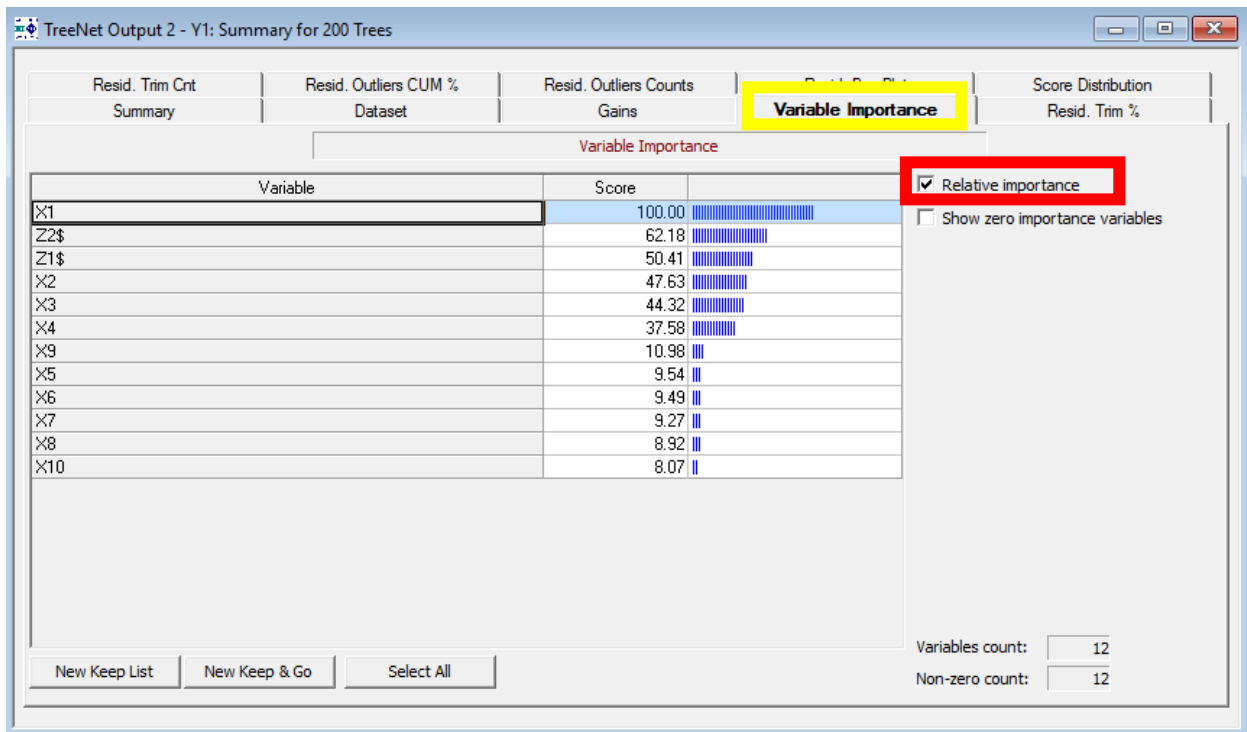 TreeNet Output 2 - Y1: Summary for 200 Trees
Resid. Trim Cnt Resid. Outliers CUM % Resid. Outliers Counts Score Distribution
Summary Dataset Gains Variable Importance Resid. Trim %
Variable Importance
Variable Score
Relative importance
Show zero importance variables
X1 100.00
Z2$ 62.18
Z1$ 50.41
X2 47.63
X3 44.32
X4 37.58
X9 10.98
X5 9.54
X6 9.49
X7 9.27
X8 8.92
X10 8.07
Variables count: 12
New Keep List New Keep & Go Select All
Non-zero count: 12